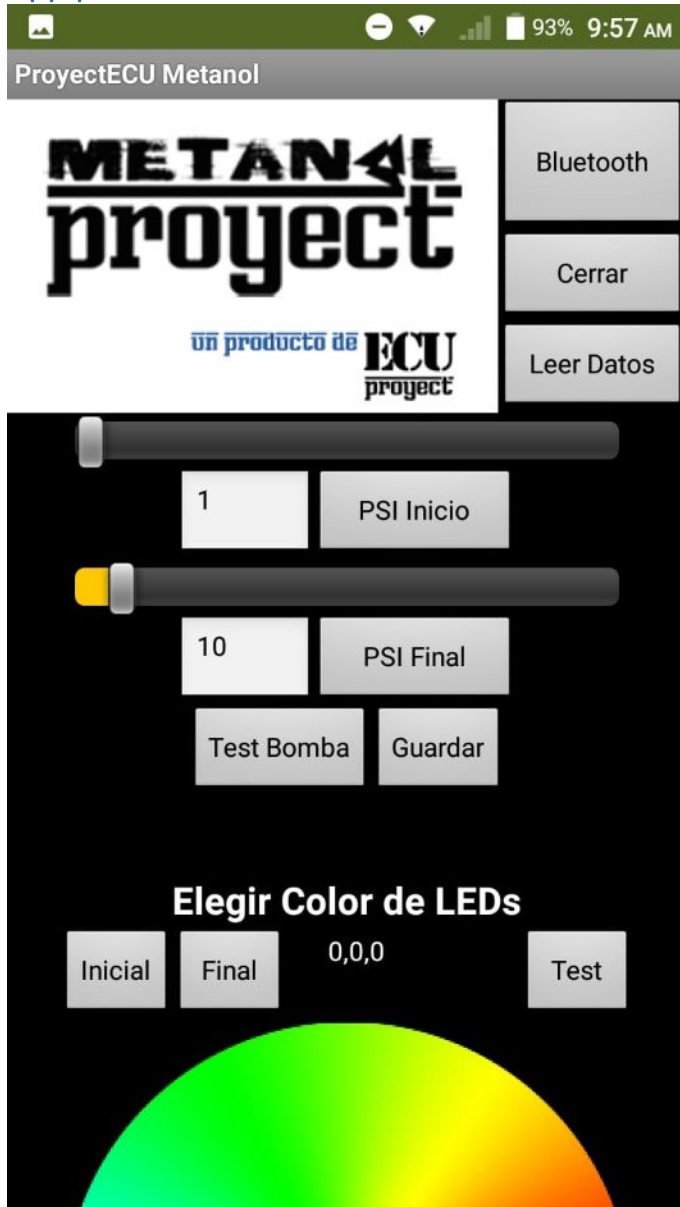 93% 9:57 AM
ProyectECU Metanol
METANOL
proyect
un producto de ECU
proyect
Bluetooth
Cerrar
Leer Datos
1
PSI Inicio
10
PSI Final
Test Bomba
Guardar
Elegir Color de LEDs
Inicial
Final
0,0,0
Test